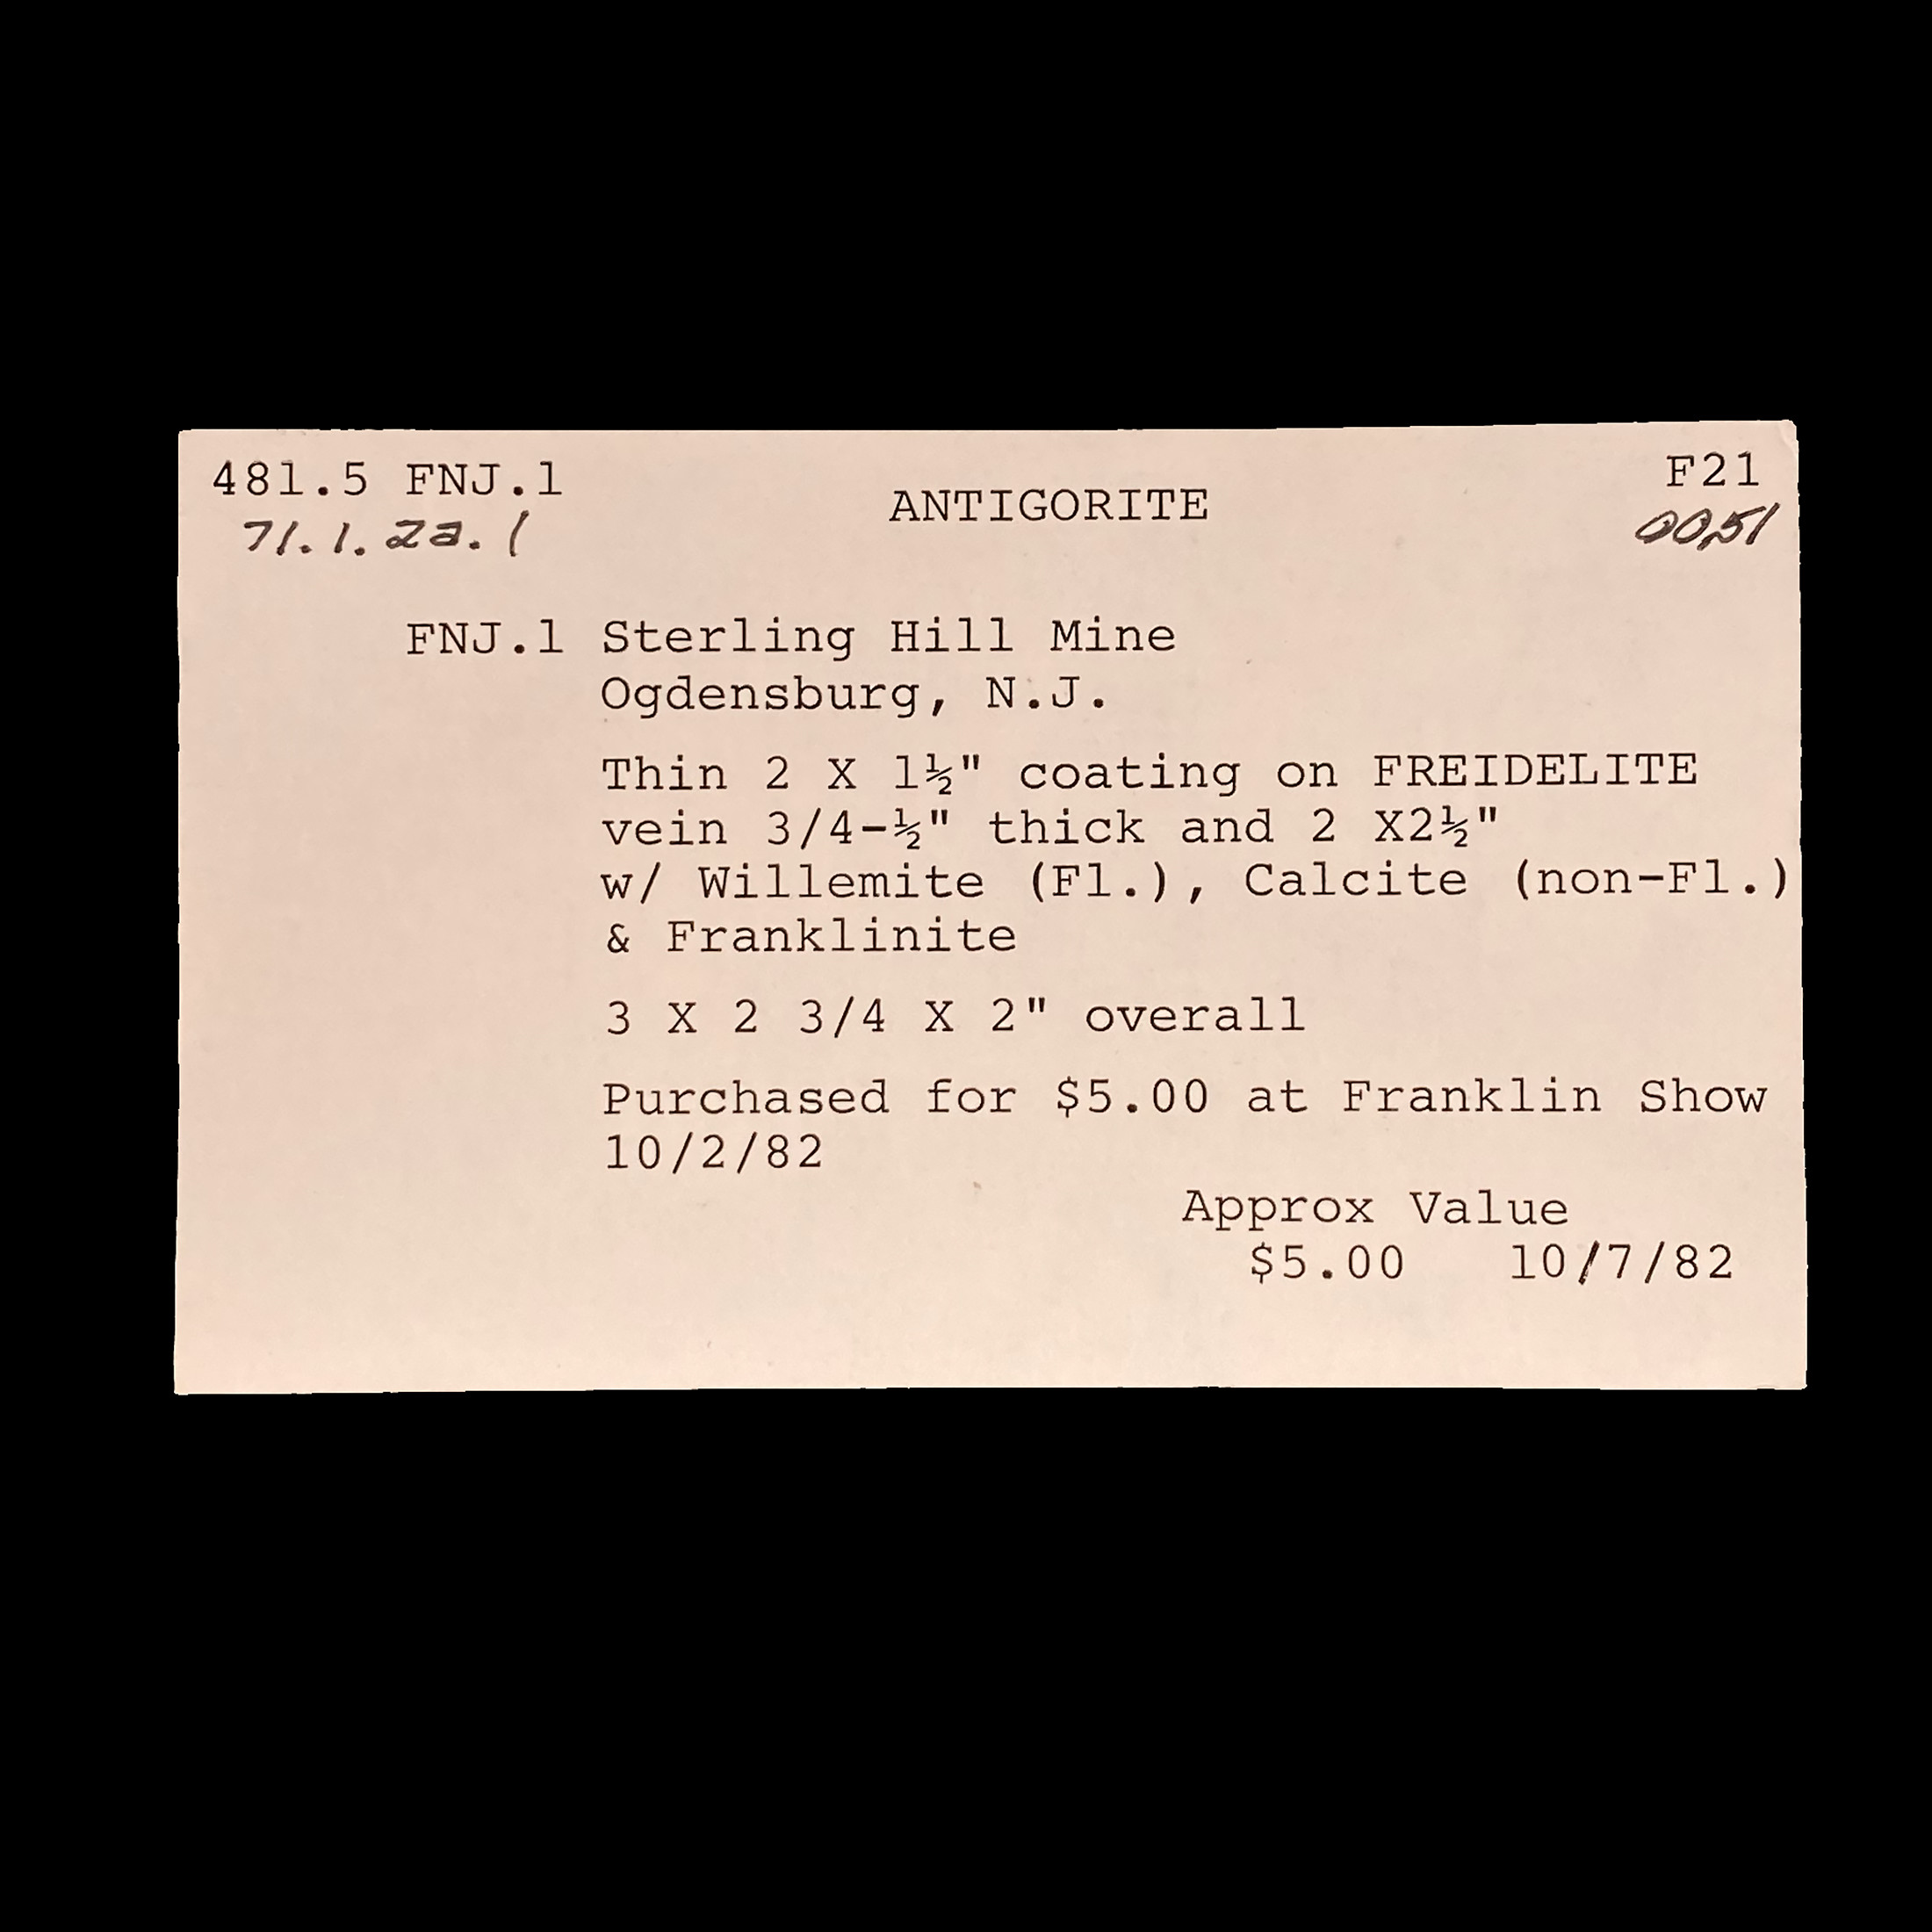 481.5 FNJ.1
71.1.2a.1
ANTIGORITE
F21
0051
FNJ.1 Sterling Hill Mine
Ogdensburg, N.J.
Thin 2 X 1½" coating on FREIDELITE
vein 3/4-½" thick and 2 X2½"
w/ Willemite (Fl.), Calcite (non-Fl.)
& Franklinite
3 X 2 3/4 X 2" overall
Purchased for $5.00 at Franklin Show
10/2/82
Approx Value
$5.00 10/7/82